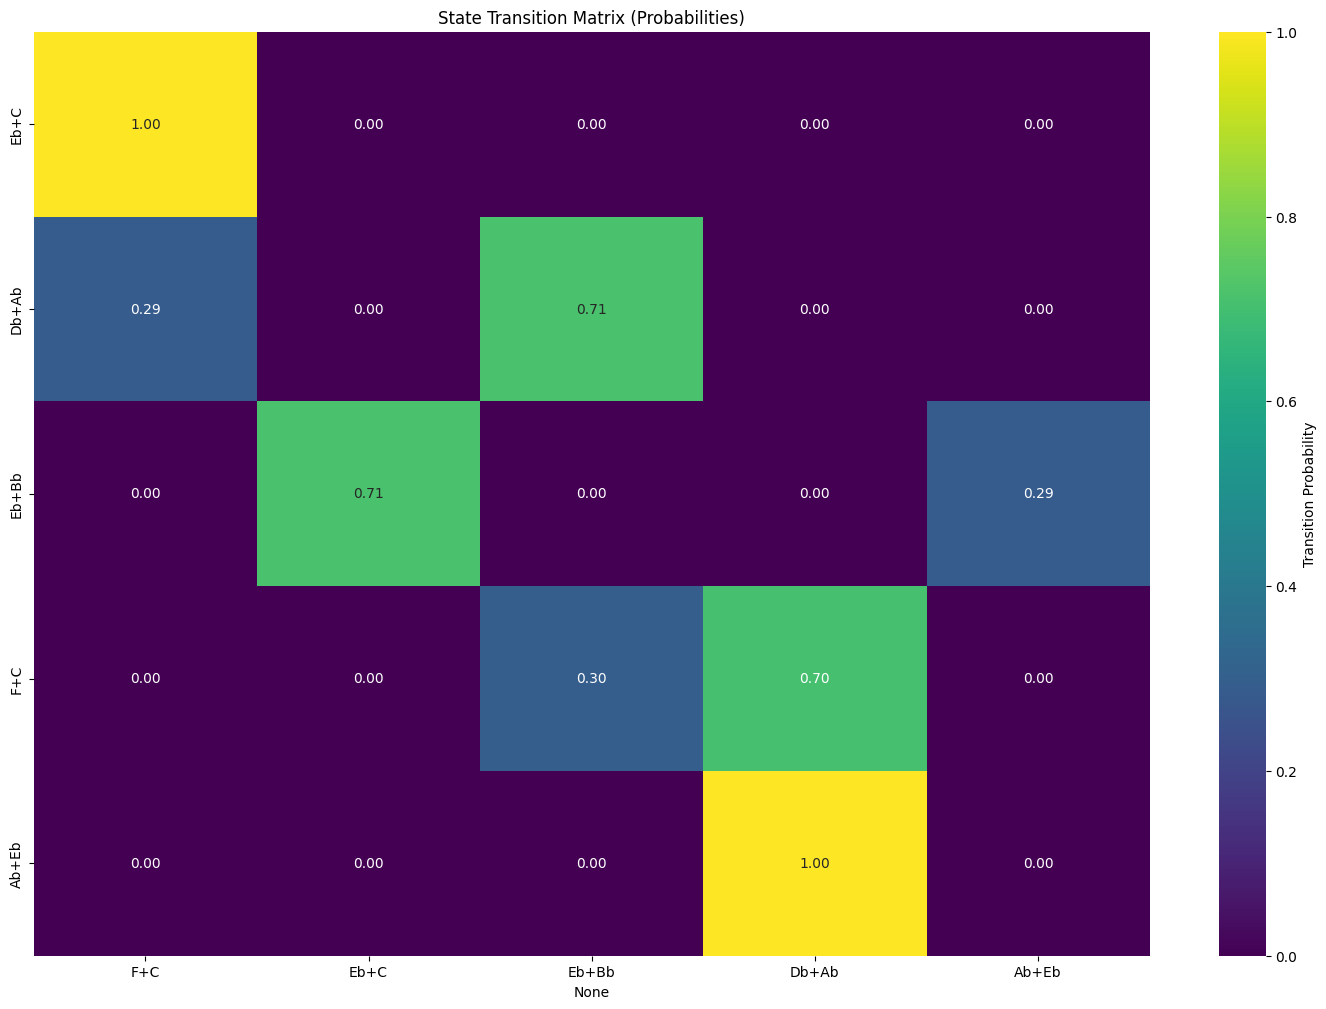 State Transition Matrix (Probabilities)
Eb+C
1.00 0.00 0.00 0.00 0.00
Db+Ab
0.29 0.00 0.71 0.00 0.00
Eb+Bb
0.00 0.71 0.00 0.00 0.29
F+C
0.00 0.00 0.30 0.70 0.00
Ab+Eb
0.00 0.00 0.00 1.00 0.00
F+C Eb+C Eb+Bb Db+Ab Ab+Eb
None
1.0
0.8
0.6
0.4
0.2
0.0
Transition Probability